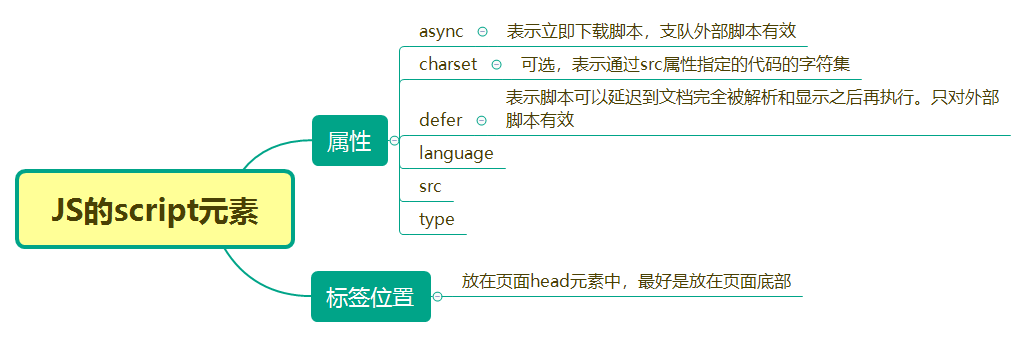 async
表示立即下载脚本，支队外部脚本有效
charset
可选，表示通过src属性指定的代码的字符集
defer
表示脚本可以延迟到文档完全被解析和显示之后再执行。只对外部
脚本有效
属性
language
src
type
JS的script元素
标签位置
放在页面head元素中，最好是放在页面底部